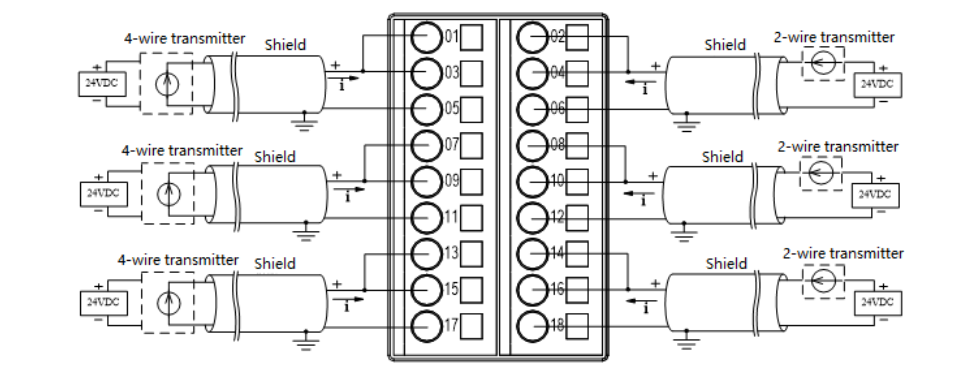 4-wire transmitter Shield 01 02 Shield 2-wire transmitter
+ 24VDC - + i 03 04 + i + 24VDC -
05 06
4-wire transmitter Shield 07 08 Shield 2-wire transmitter
+ 24VDC - + i 09 10 + i + 24VDC -
11 12
4-wire transmitter Shield 13 14 Shield 2-wire transmitter
+ 24VDC - + i 15 16 + i + 24VDC -
17 18